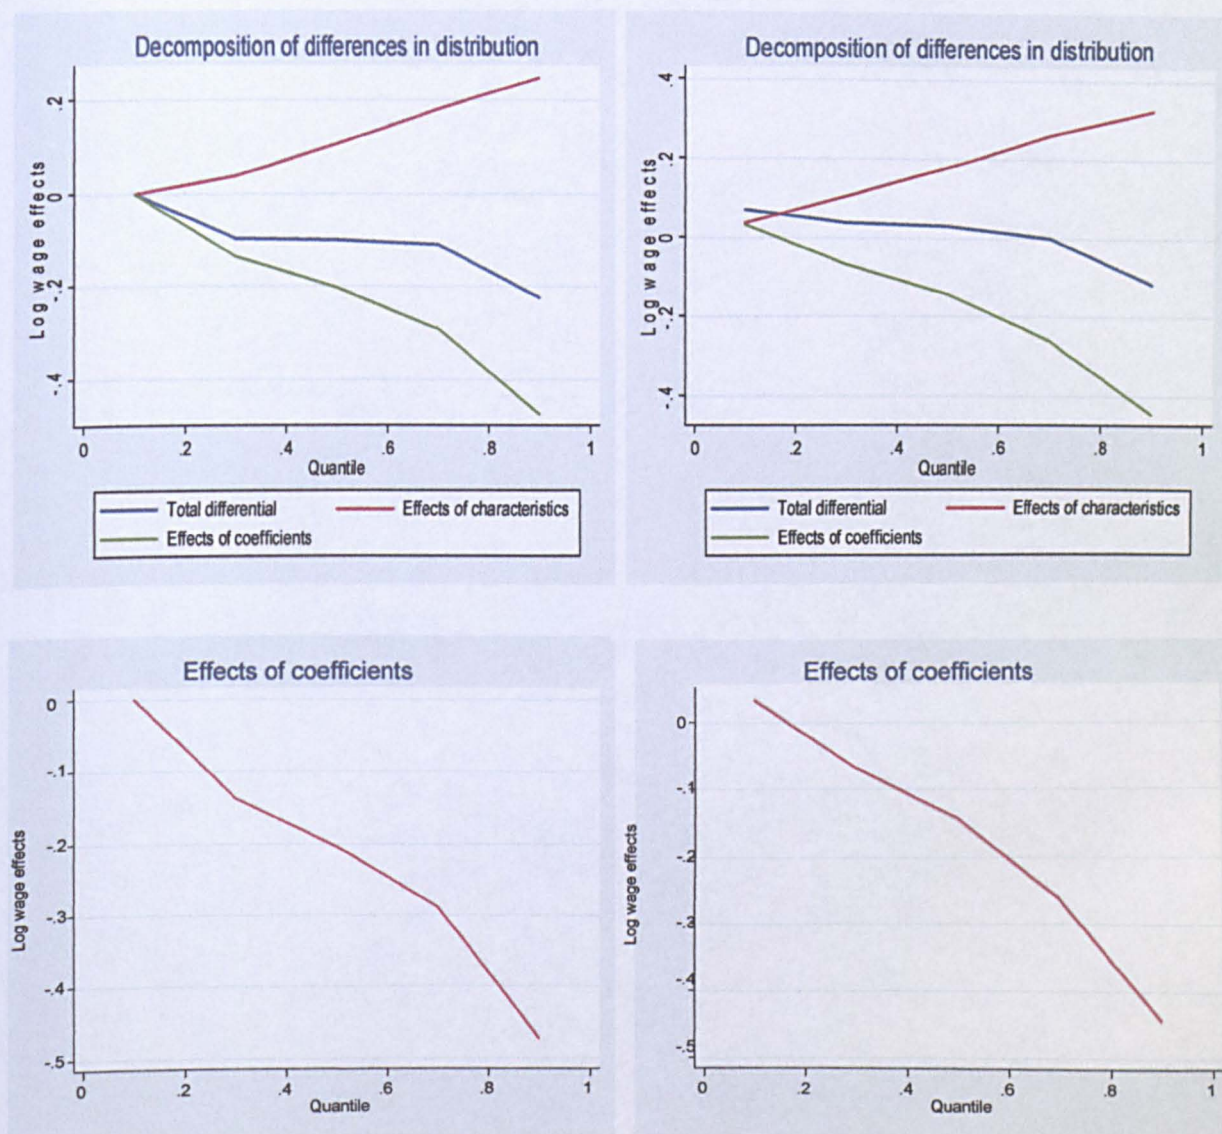 Decomposition of differences in distribution
Log wage effects
.2
0
-.2
-.4
0 .2 .4 .6 .8 1
Quantile
Total differential Effects of characteristics
Effects of coefficients
Decomposition of differences in distribution
Log wage effects
.4
.2
0
-.2
-.4
0 .2 .4 .6 .8 1
Quantile
Total differential Effects of characteristics
Effects of coefficients
Effects of coefficients
Log wage effects
0
-.1
-.2
-.3
-.4
-.5
0 .2 .4 .6 .8 1
Quantile
Effects of coefficients
Log wage effects
0
-.1
-.2
-.3
-.4
-.5
0 .2 .4 .6 .8 1
Quantile